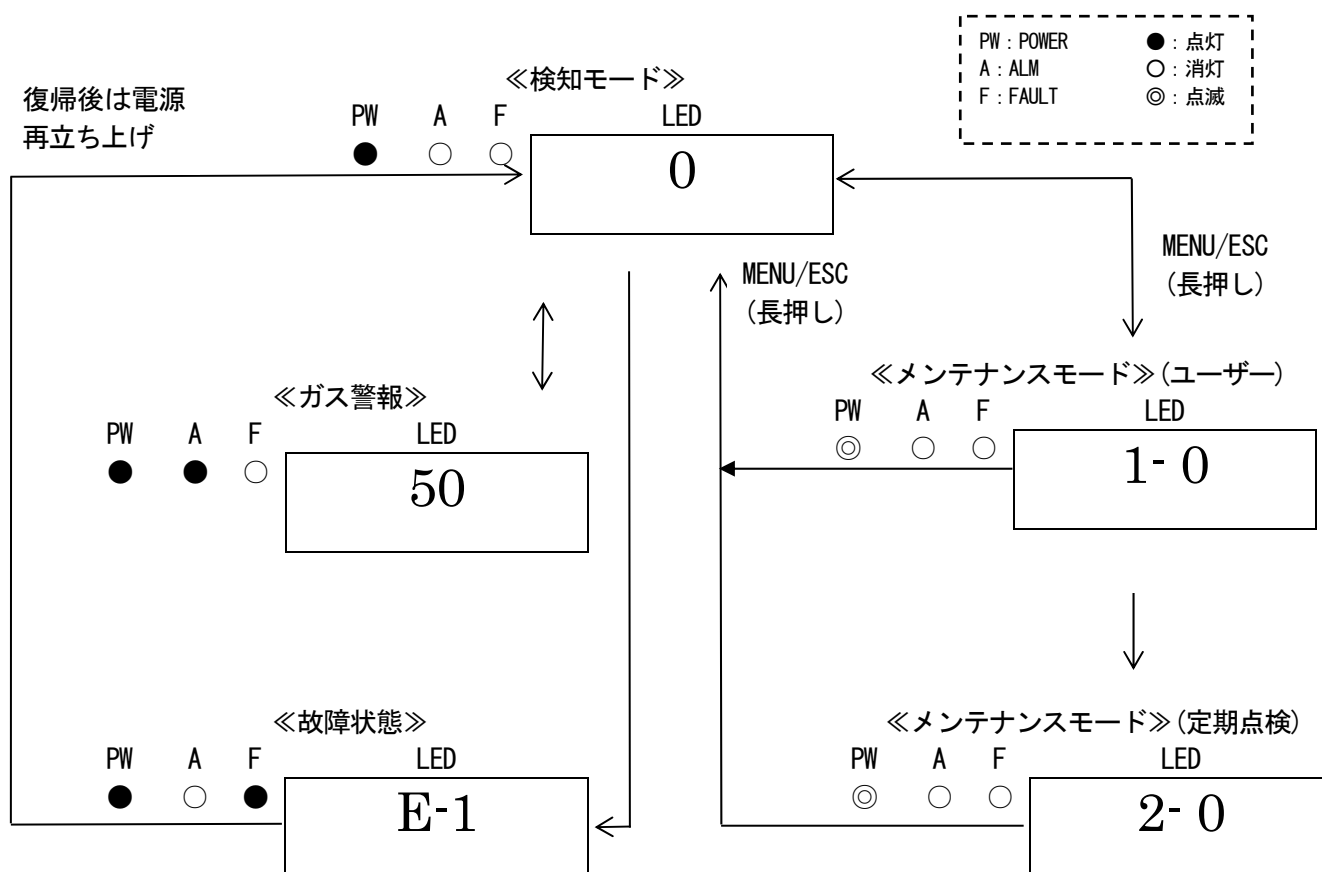 PW：POWER ●：点灯
A：ALM ○：消灯
F：FAULT ◎：点滅
≪検知モード≫
復帰後は電源
再立ち上げ
PW A F LED
● ○ ○
0
MENU/ESC
(長押し)
MENU/ESC
(長押し)
≪メンテナンスモード≫(ユーザー)
PW A F LED
◎ ○ ○
1- 0
≪ガス警報≫
PW A F LED
● ● ○
50
≪故障状態≫
PW A F LED
● ○ ●
E-1
≪メンテナンスモード≫(定期点検)
PW A F LED
◎ ○ ○
2- 0